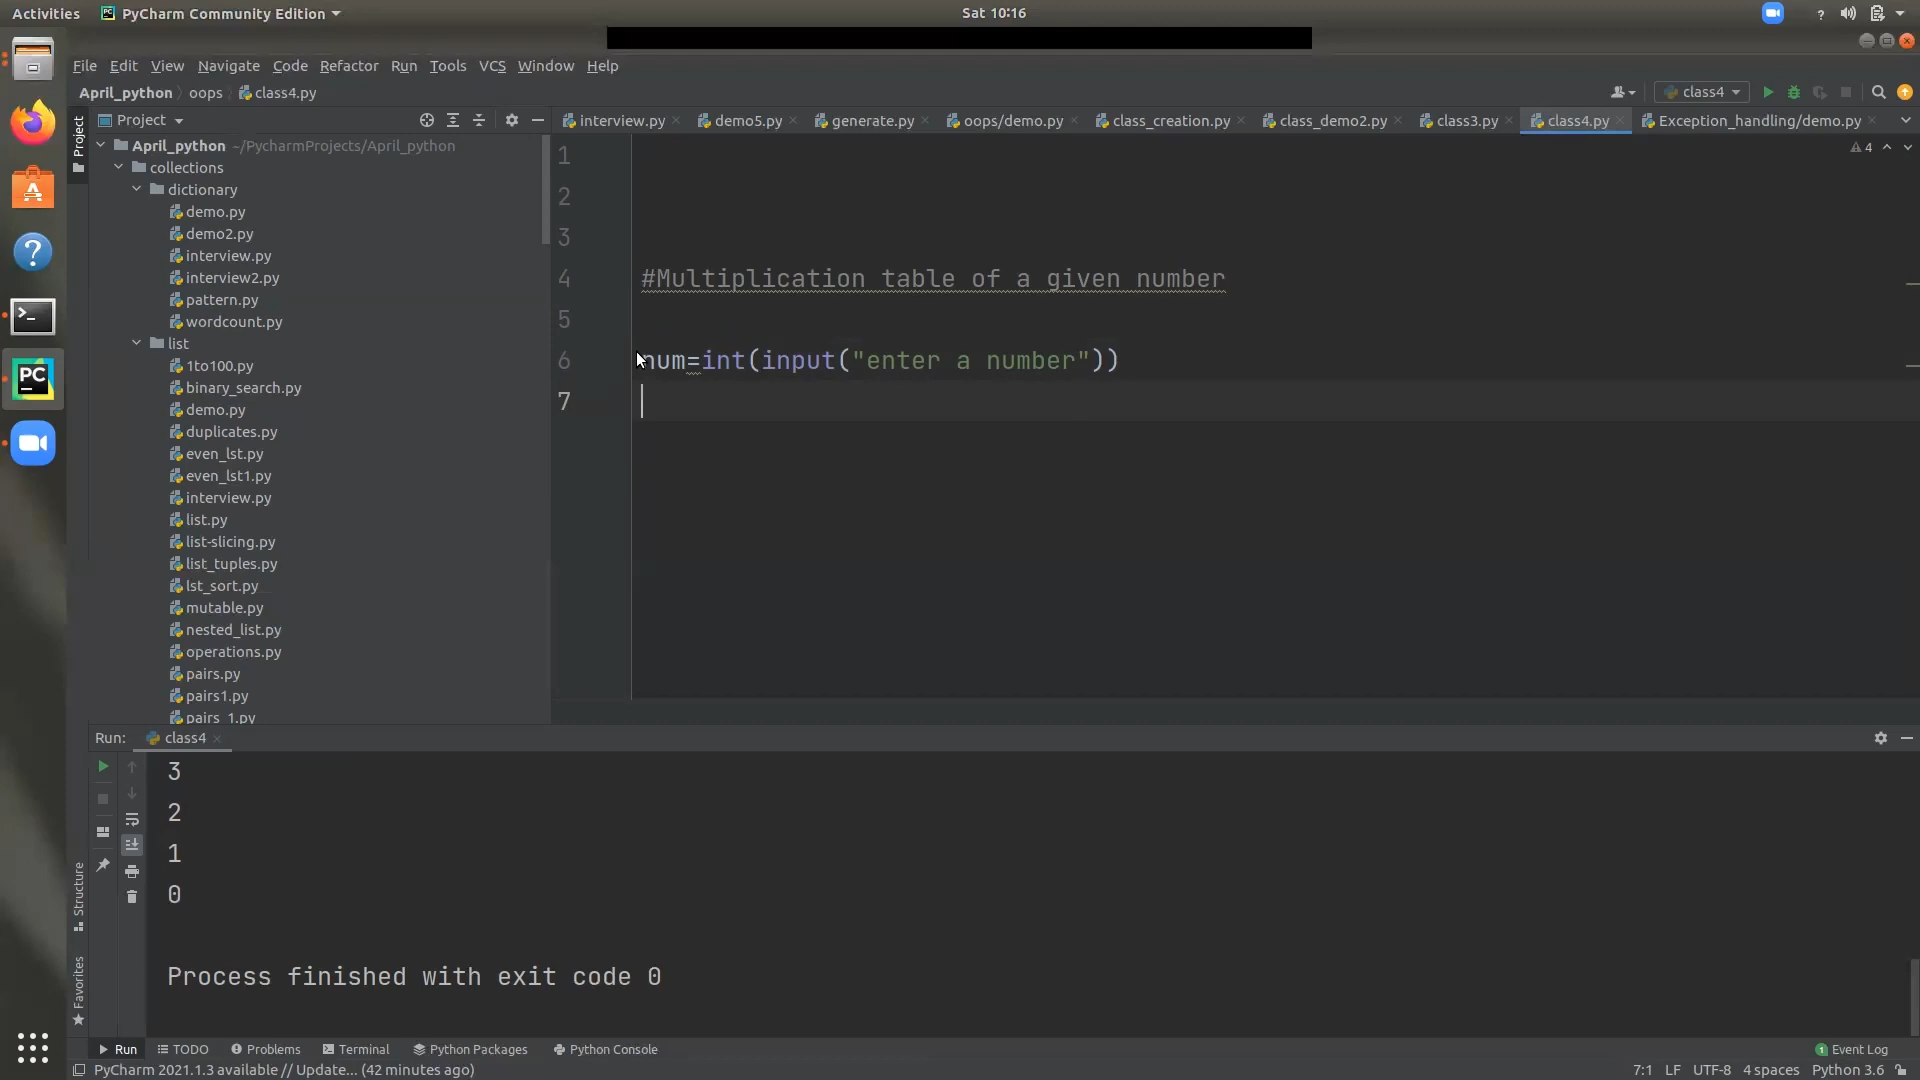 Activities PyCharm Community Edition Sat 10:16 ?
File Edit View Navigate Code Refactor Run Tools VCS Window Help
April_python oops class4.py class4
Project
interview.py demo5.py generate.py oops/demo.py class_creation.py class_demo2.py class3.py class4.py Exception_handling/demo.py
Project
April_python ~/PycharmProjects/April_python
collections
dictionary
demo.py
demo2.py
interview.py
interview2.py
pattern.py
wordcount.py
list
1to100.py
binary_search.py
demo.py
duplicates.py
even_lst.py
even_lst1.py
interview.py
list.py
list-slicing.py
list_tuples.py
lst_sort.py
mutable.py
nested_list.py
operations.py
pairs.py
pairs1.py
pairs_1.py
4
1
2
3
4 #Multiplication table of a given number
5
6 num=int(input("enter a number"))
7
Run: class4
3
2
1
0
Process finished with exit code 0
Structure
Favorites
Run TODO Problems Terminal Python Packages Python Console 1 Event Log
PyCharm 2021.1.3 available // Update... (42 minutes ago) 7:1 LF UTF-8 4 spaces Python 3.6